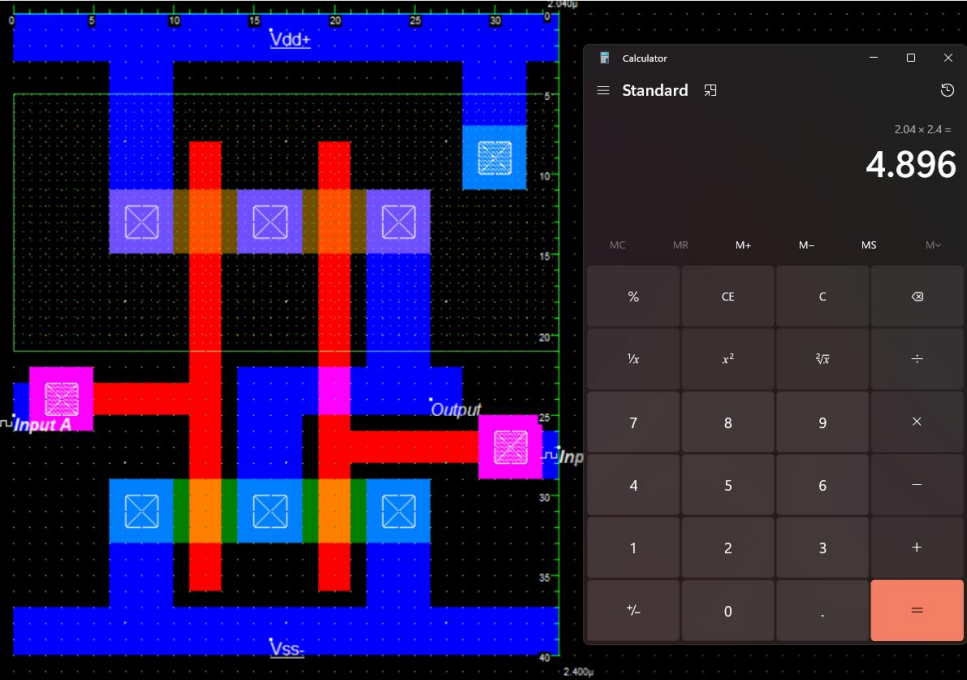 2.040μ
0 5 10 15 20 25 30 0
Vdd+
5
10
15
20
25
Output
Input A
Inp
30
35
Vss-
40
2.400μ
Calculator
Standard
2.04 × 2.4 =
4.896
MC MR M+ M− MS M˅
% CE C ⌫
¹/x x² ²√x ÷
7 8 9 ×
4 5 6 −
1 2 3 +
+/− 0 . =